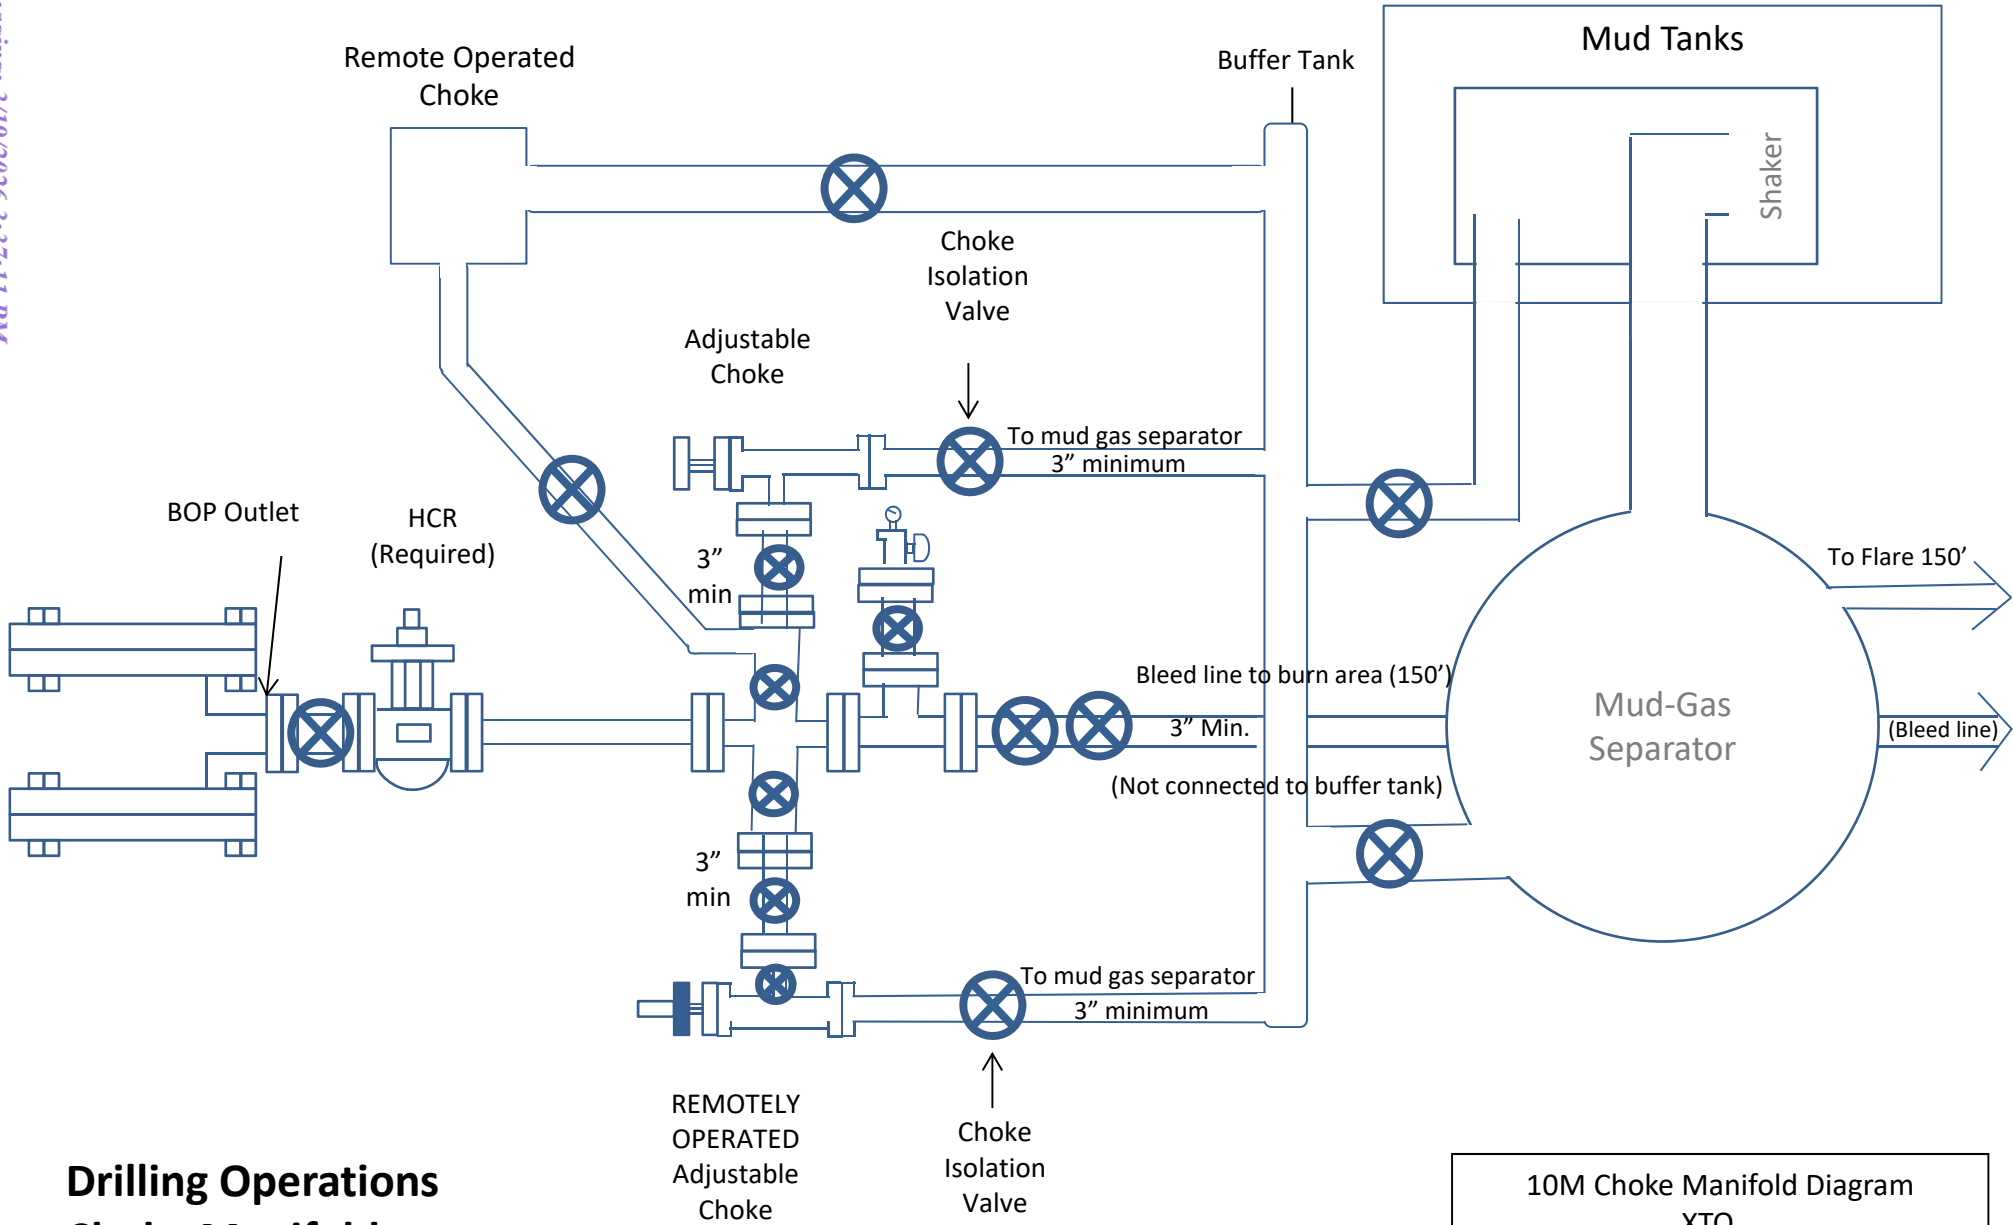 Mud Tanks
Remote Operated
Choke
Buffer Tank
Shaker
Choke
Isolation
Valve
Adjustable
Choke
To mud gas separator
3” minimum
BOP Outlet
HCR
(Required)
3”
min
To Flare 150’
Bleed line to burn area (150’)
3” Min.
(Not connected to buffer tank)
Mud-Gas
Separator
(Bleed line)
3”
min
To mud gas separator
3” minimum
REMOTELY
OPERATED
Adjustable
Choke
Choke
Isolation
Valve
Drilling Operations
Choke Manifold
10M Choke Manifold Diagram
XTO